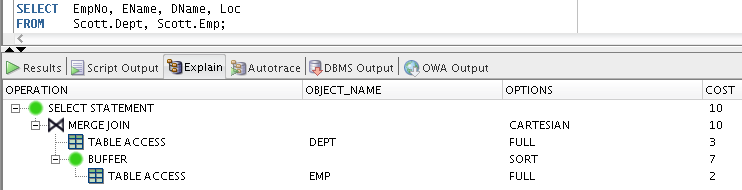 SELECT EmpNo, EName, DName, Loc
FROM Scott.Dept, Scott.Emp;
Results Script Output Explain Autotrace DBMS Output OWA Output
OPERATION OBJECT_NAME OPTIONS COST
SELECT STATEMENT 10
MERGE JOIN CARTESIAN 10
TABLE ACCESS DEPT FULL 3
BUFFER SORT 7
TABLE ACCESS EMP FULL 2